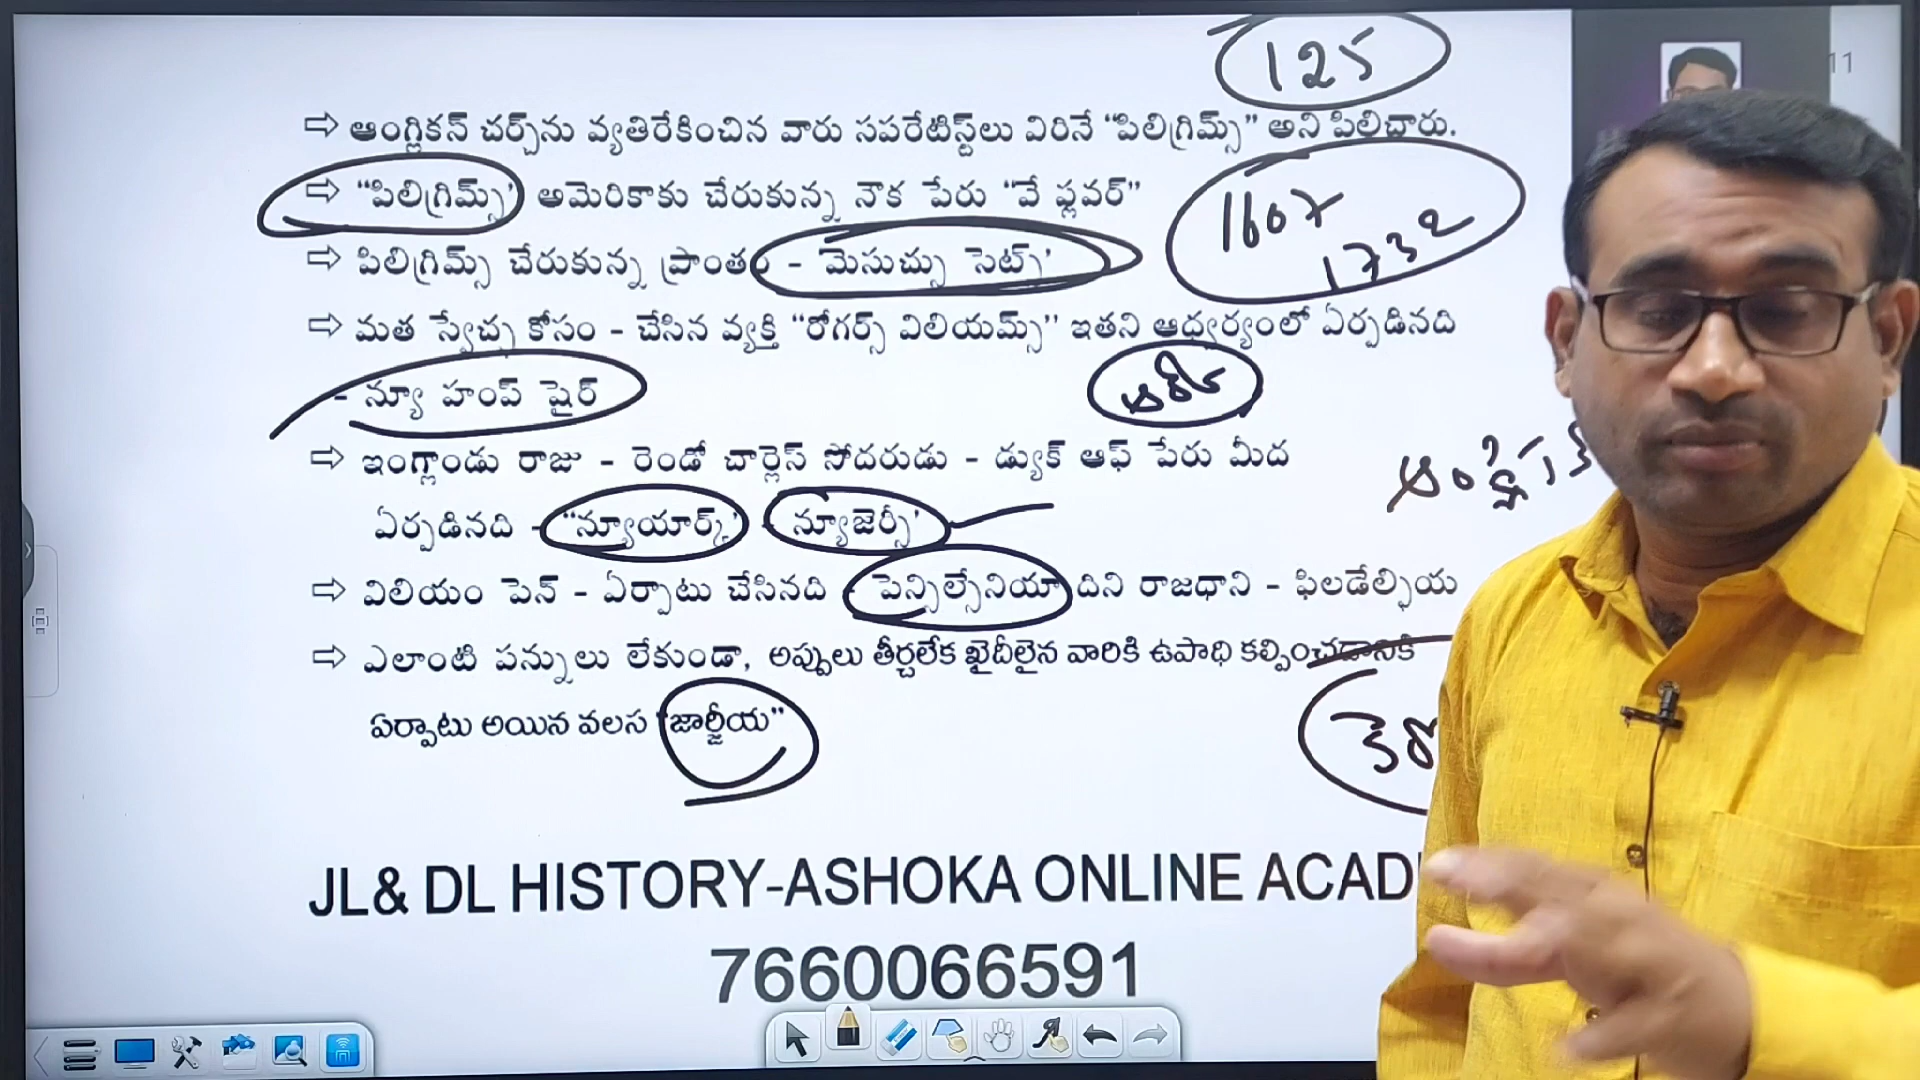 125
11
⇨ ఆంగ్లికన్ చర్చ్‌ను వ్యతిరేకించిన వారు సపరేటిస్ట్‌లు విరినే "పిలిగ్రిమ్స్" అని పిలిచారు.
⇨ "పిలిగ్రిమ్స్' అమెరికాకు చేరుకున్న నౌక పేరు "వే ఫ్లవర్"
1607
1732
⇨ పిలిగ్రిమ్స్ చేరుకున్న ప్రాంతం - 'మెసుచ్చు సెట్స్'
⇨ మత స్వేచ్ఛ కోసం - చేసిన వ్యక్తి "రోగర్స్ విలియమ్స్" ఇతని ఆధ్వర్యంలో ఏర్పడినది
- న్యూ హంప్ షైర్
⇨ ఇంగ్లాండు రాజు - రెండో చార్లెస్ సోదరుడు - డ్యుక్ ఆఫ్ పేరు మీద
ఏర్పడినది - "న్యూయార్క్' - న్యూజెర్సీ'
⇨ విలియం పెన్ - ఏర్పాటు చేసినది - పెన్సిల్సేనియా దిని రాజధాని - ఫిలడేల్ఫియ
⇨ ఎలాంటి పన్నులు లేకుండా, అప్పులు తీర్చలేక ఖైదీలైన వారికి ఉపాధి కల్పించడానికి
ఏర్పాటు అయిన వలస "జార్జీయ"
JL& DL HISTORY-ASHOKA ONLINE ACAD
7660066591